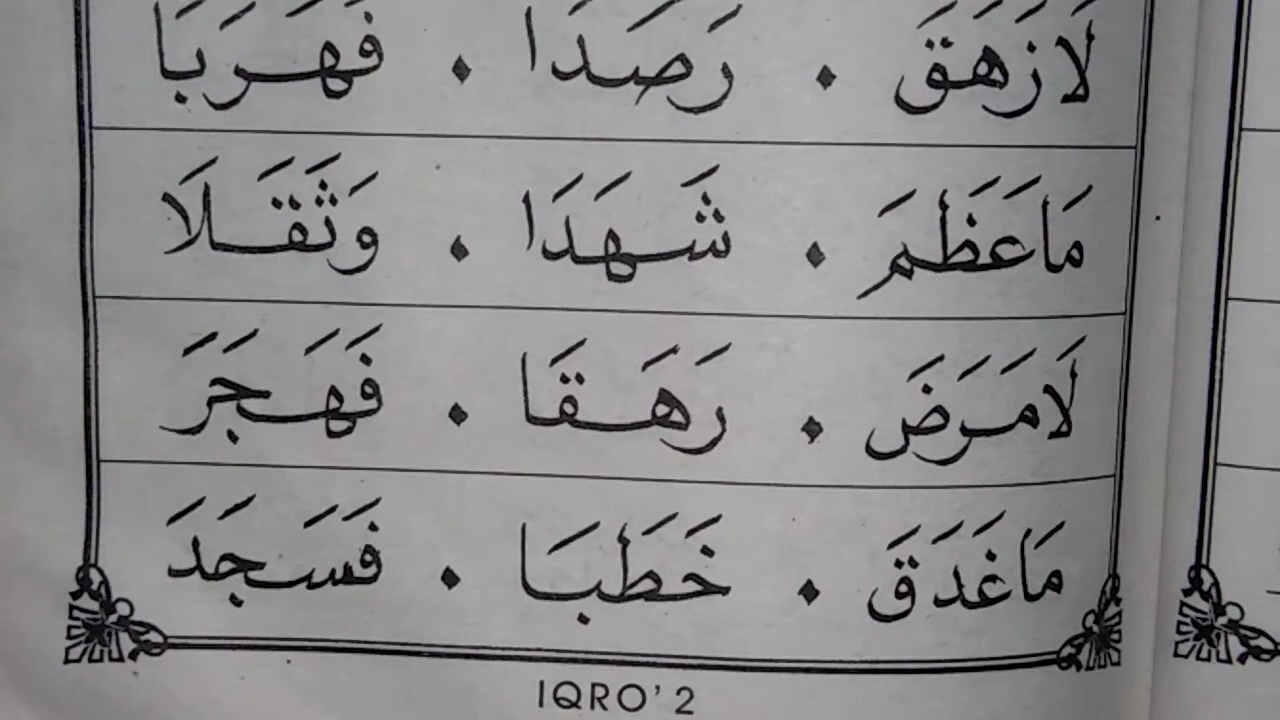 لَازَهَقَ . رَصَدَا . فَهَرَبَا
مَاعَظَمَ . شَهَدَا . وَثَقَلَا
لَامَرَضَ . رَهَقَا . فَهَجَرَ
مَاغَدَقَ . خَطَبَا . فَسَجَدَ
IQRO' 2